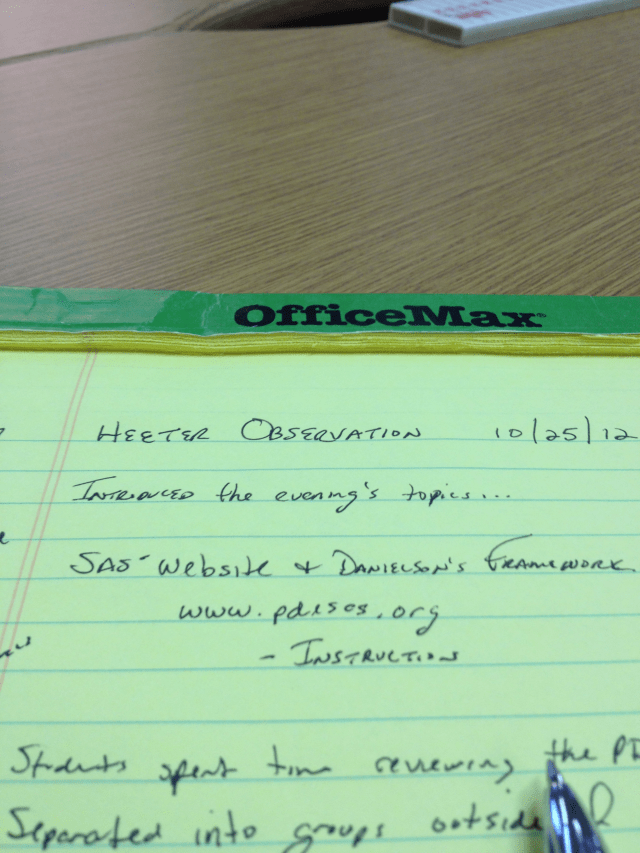 OfficeMax
HEETER OBSERVATION 10/25/12
INTRODUCED the evening's topics...
SAS website + DANIELSON'S FRAMEWORK
www.pdesas.org
- INSTRUCTION
Students spent time reviewing the
Separated into groups outside